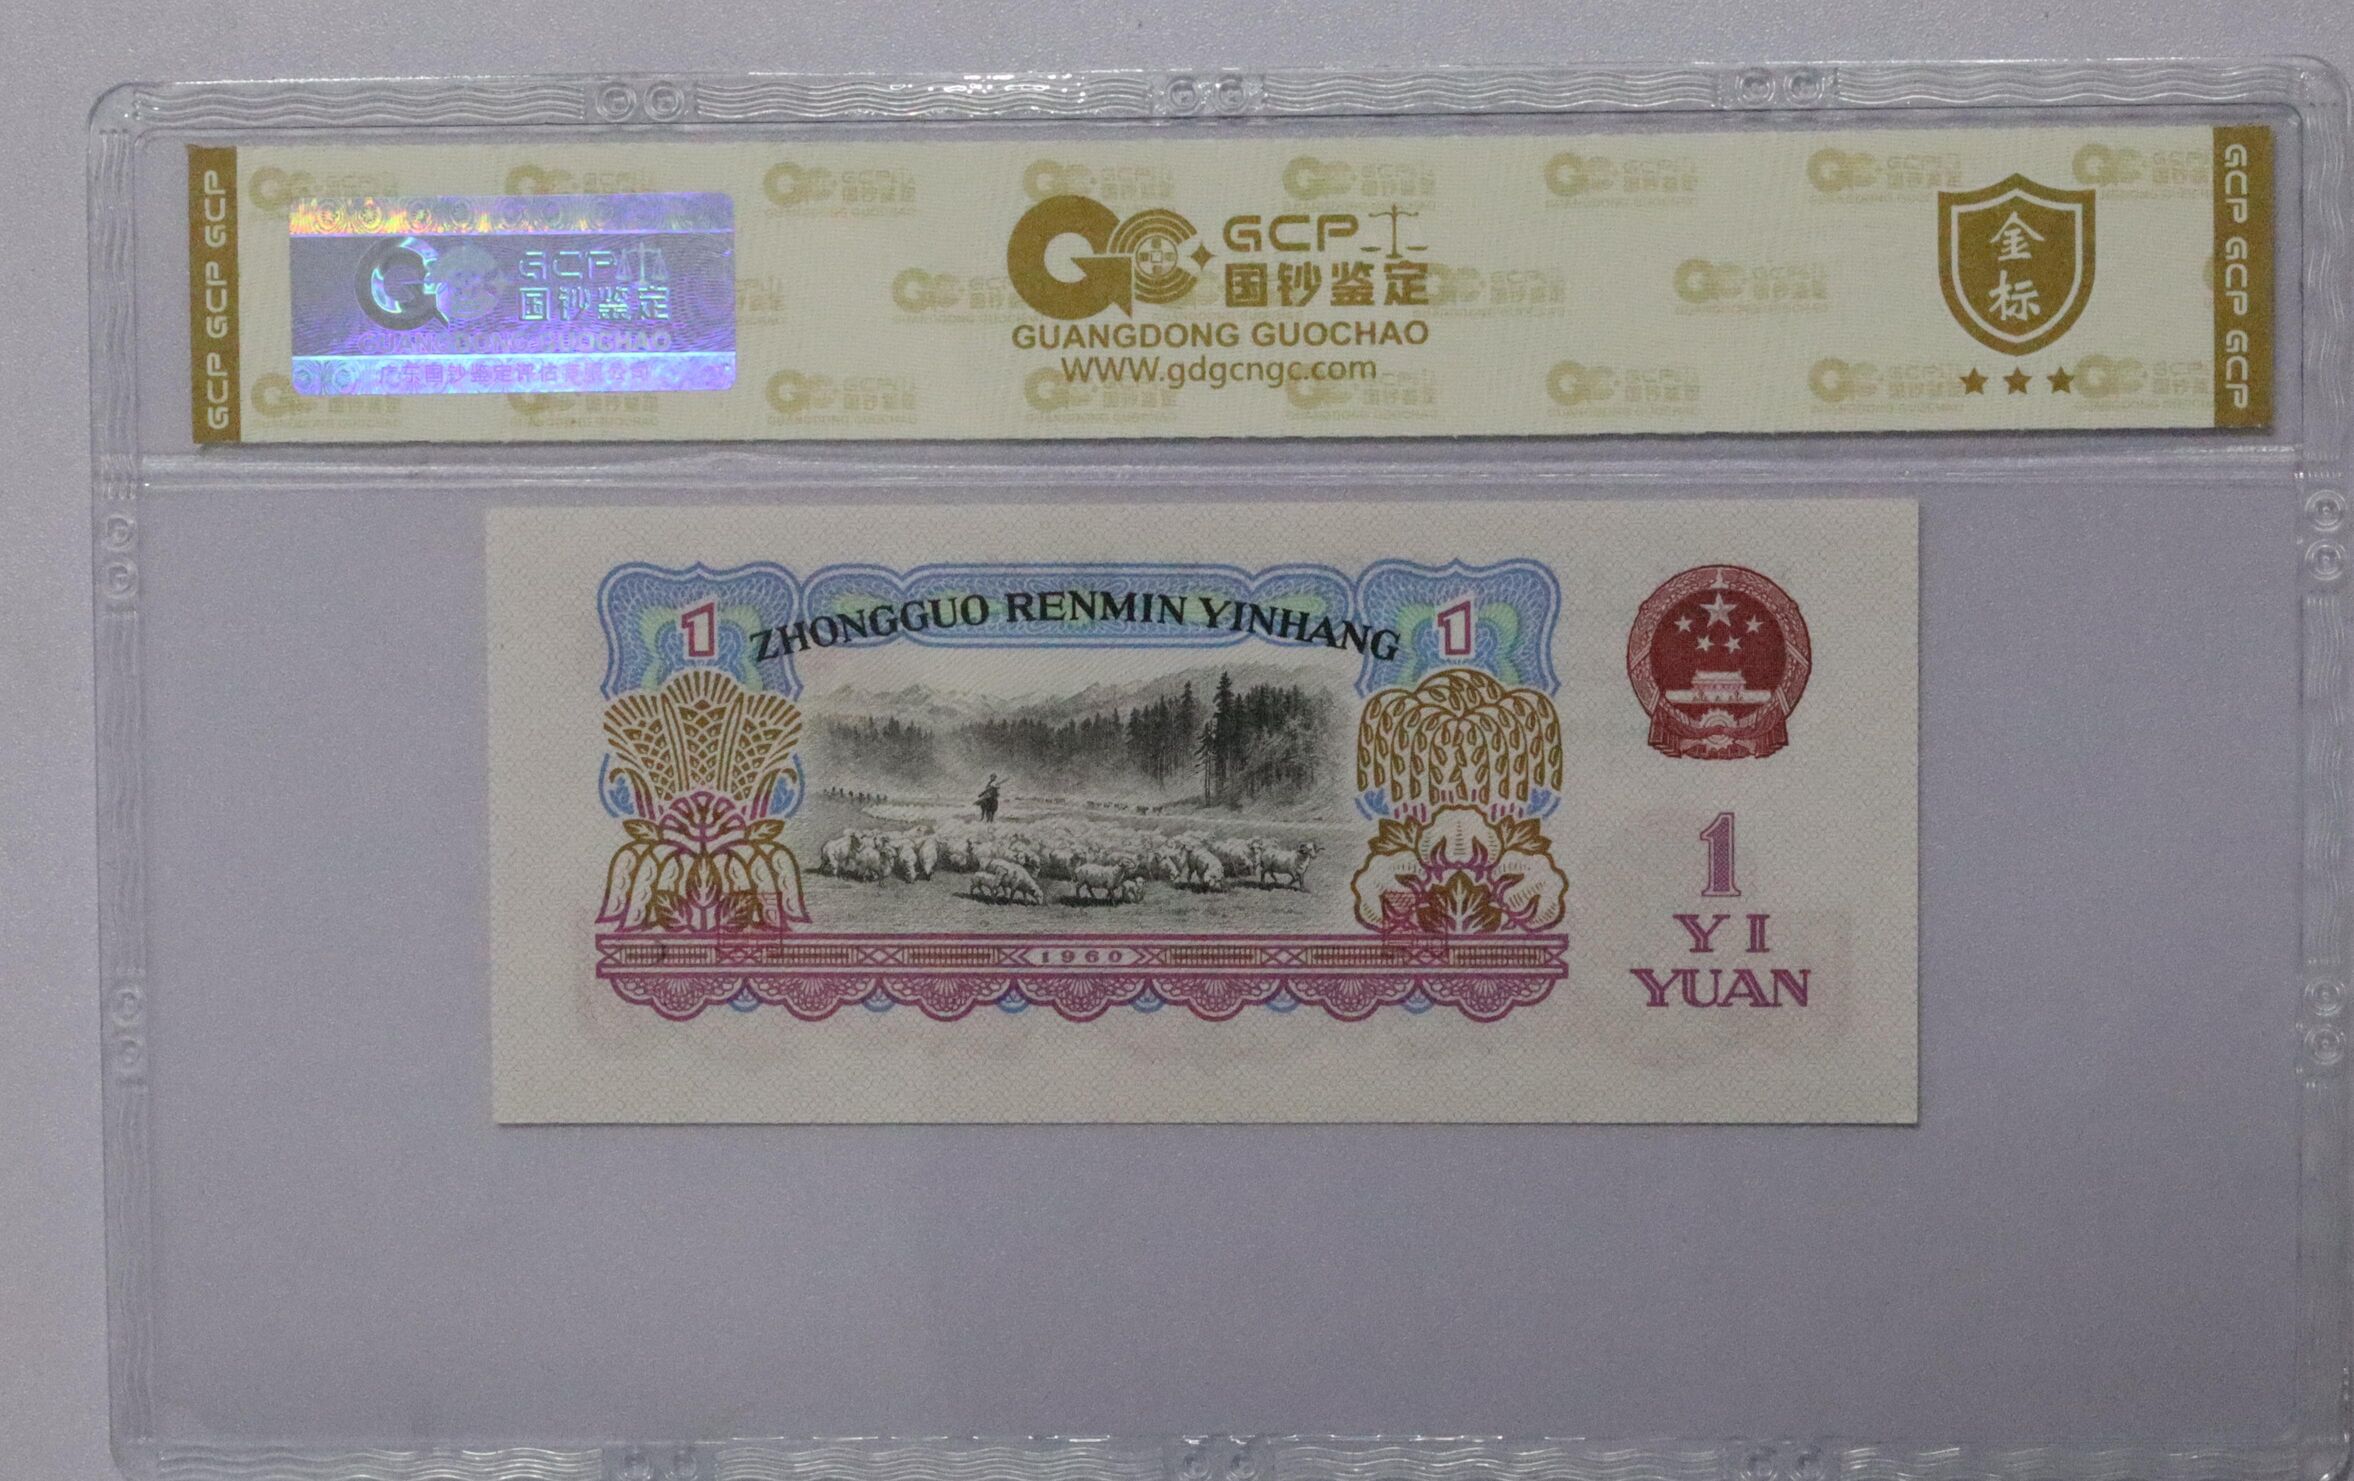 GCP GCP GCP
GCP
国钞鉴定
GUANGDONG GUOCHAO
广东国钞鉴定评估有限公司
GCP
国钞鉴定
GUANGDONG GUOCHAO
WWW.gdgcngc.com
金标
GCP GCP GCP
1
ZHONGGUO RENMIN YINHANG
1
1960
1
YI
YUAN